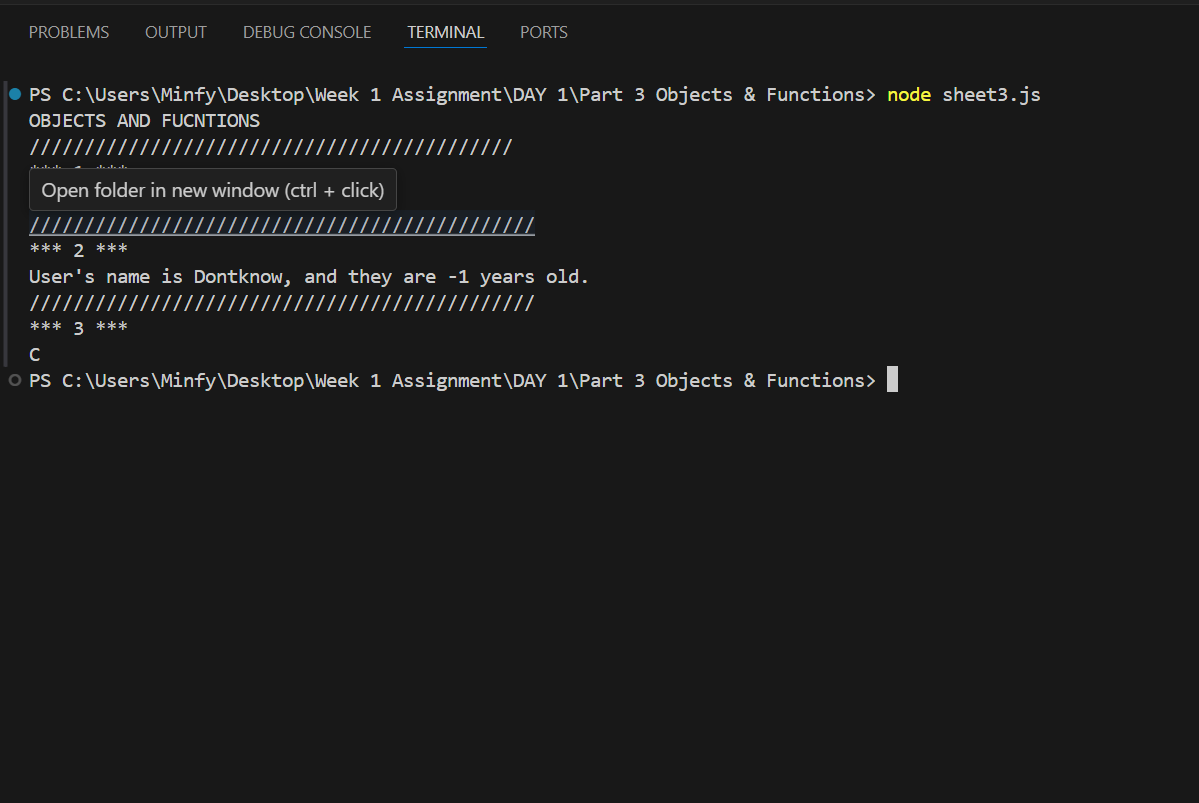 PROBLEMS OUTPUT DEBUG CONSOLE TERMINAL PORTS
PS C:\Users\Minfy\Desktop\Week 1 Assignment\DAY 1\Part 3 Objects & Functions> node sheet3.js
OBJECTS AND FUCNTIONS
////////////////////////////////////////////
Open folder in new window (ctrl + click)
//////////////////////////////////////////////
*** 2 ***
User's name is Dontknow, and they are -1 years old.
//////////////////////////////////////////////
*** 3 ***
C
PS C:\Users\Minfy\Desktop\Week 1 Assignment\DAY 1\Part 3 Objects & Functions>